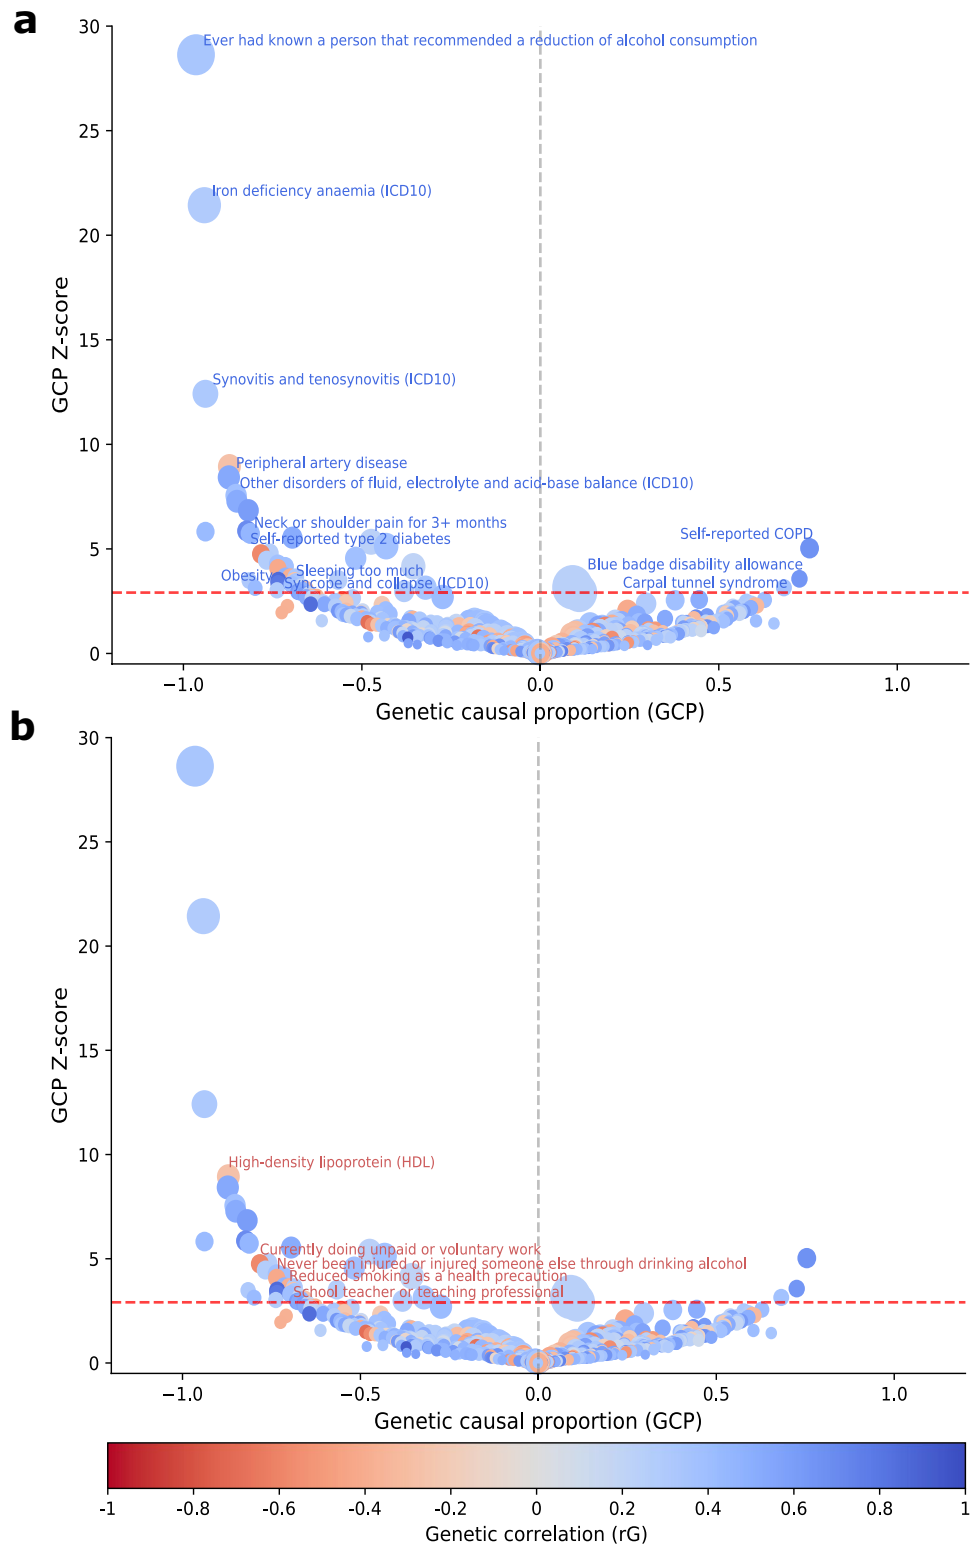 a
30
Ever had known a person that recommended a reduction of alcohol consumption
25
Iron deficiency anaemia (ICD10)
20
GCP Z-score
15
Synovitis and tenosynovitis (ICD10)
10
Peripheral artery disease
Other disorders of fluid, electrolyte and acid-base balance (ICD10)
Neck or shoulder pain for 3+ months
Self-reported type 2 diabetes
Self-reported COPD
5
Sleeping too much
Blue badge disability allowance
Obesity
Syncope and collapse (ICD10)
Carpal tunnel syndrome
0
−1.0 −0.5 0.0 0.5 1.0
Genetic causal proportion (GCP)
b
30
25
20
GCP Z-score
15
10
High-density lipoprotein (HDL)
5
Currently doing unpaid or voluntary work
Never been injured or injured someone else through drinking alcohol
Reduced smoking as a health precaution
School teacher or teaching professional
0
−1.0 −0.5 0.0 0.5 1.0
Genetic causal proportion (GCP)
-1 -0.8 -0.6 -0.4 -0.2 0 0.2 0.4 0.6 0.8 1
Genetic correlation (rG)